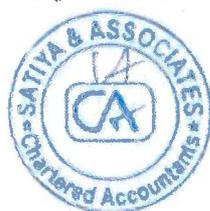 SATIYA & ASSOCIATES
CA
Chartered Accountants